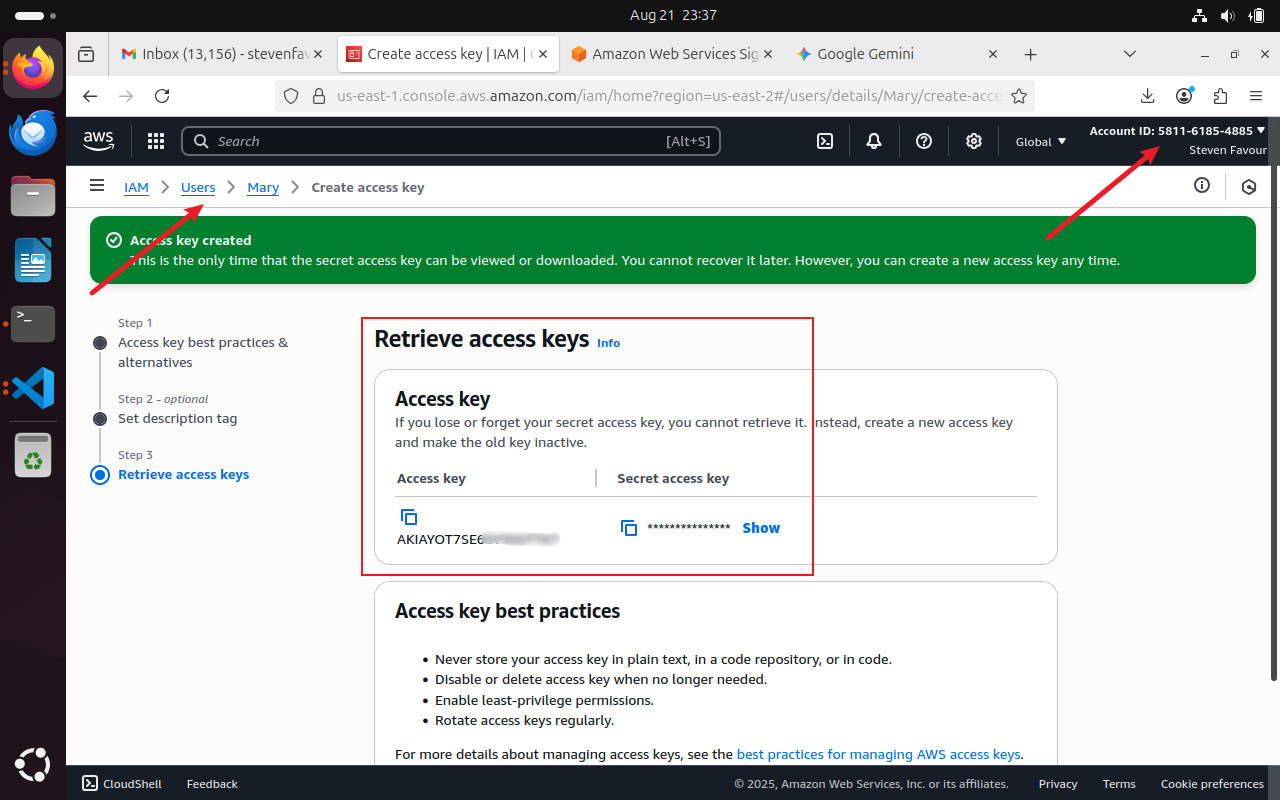 Aug 21 23:37
Inbox (13,156) - stevenfav
Create access key | IAM |
Amazon Web Services Sig
Google Gemini
us-east-1.console.aws.amazon.com/iam/home?region=us-east-2#/users/details/Mary/create-acce
aws
Search
[Alt+S]
Global
Account ID: 5811-6185-4885
Steven Favour
IAM
Users
Mary
Create access key
Access key created
This is the only time that the secret access key can be viewed or downloaded. You cannot recover it later. However, you can create a new access key any time.
Step 1
Access key best practices &
alternatives
Step 2 - optional
Set description tag
Step 3
Retrieve access keys
Retrieve access keys Info
Access key
If you lose or forget your secret access key, you cannot retrieve it. Instead, create a new access key
and make the old key inactive.
Access key
Secret access key
AKIAYOT7SE6
*************** Show
Access key best practices
• Never store your access key in plain text, in a code repository, or in code.
• Disable or delete access key when no longer needed.
• Enable least-privilege permissions.
• Rotate access keys regularly.
For more details about managing access keys, see the best practices for managing AWS access keys.
CloudShell
Feedback
© 2025, Amazon Web Services, Inc. or its affiliates.
Privacy
Terms
Cookie preferences